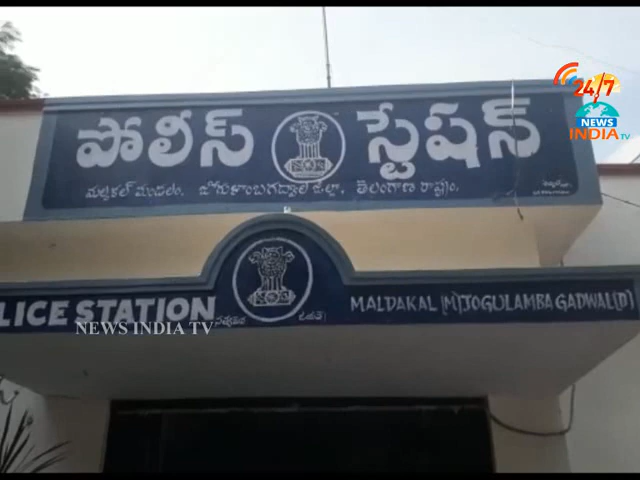 24/7
NEWS
INDIA TV
పోలీస్ స్టేషన్
మల్దకల్ మండలం, జోగుళాంబగద్వాల జిల్లా, తెలంగాణ రాష్ట్రం.
LICE STATION MALDAKAL (M) JOGULAMBA GADWAL (D)
NEWS INDIA TV